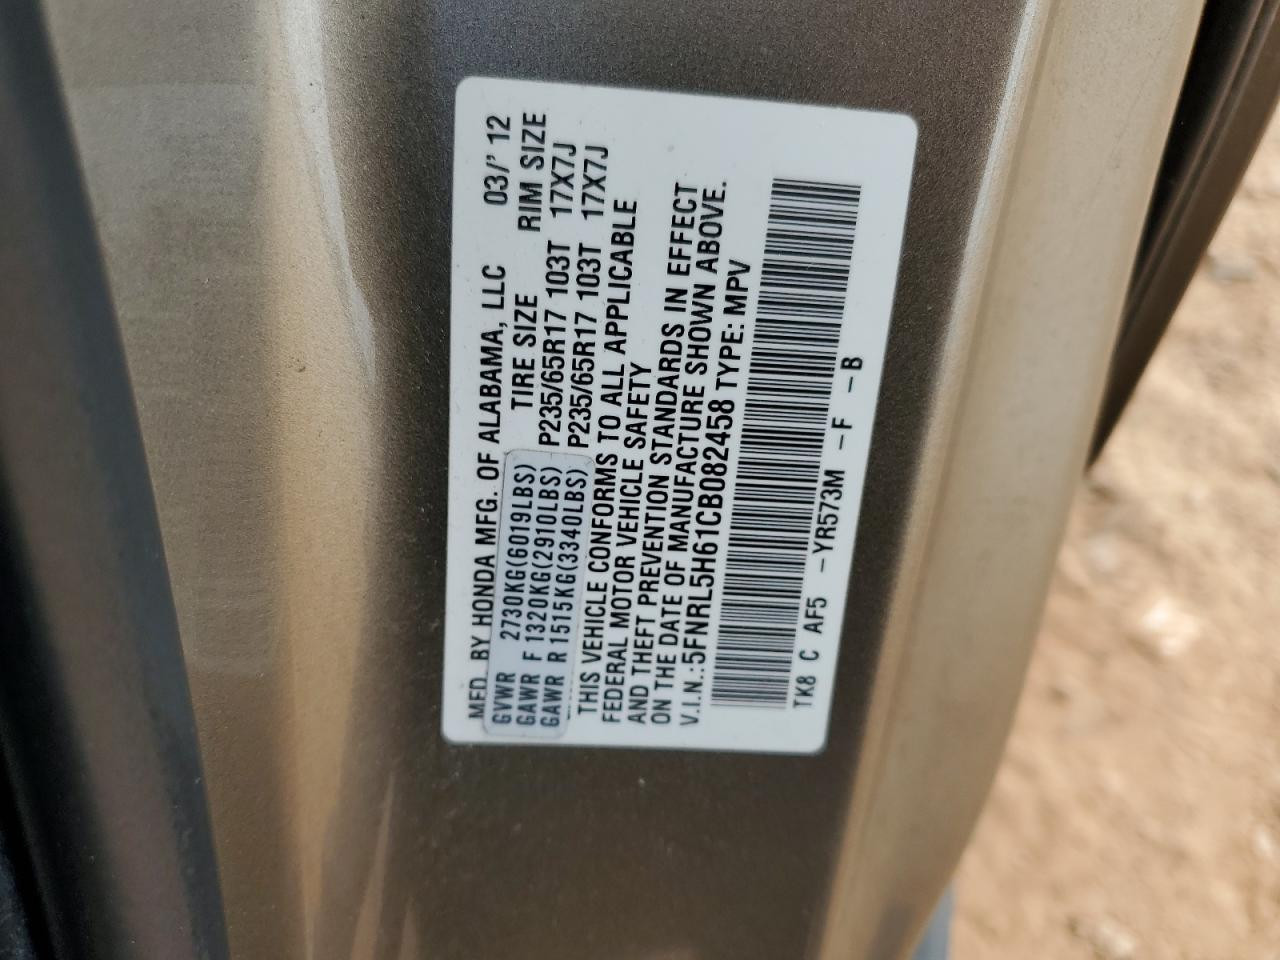 MFD. BY HONDA MFG. OF ALABAMA, LLC 03/' 12
TIRE SIZE RIM SIZE
GVWR 2730KG(6019LBS)
GAWR F 1320KG(2910LBS) P235/65R17 103T 17X7J
GAWR R 1515KG(3340LBS) P235/65R17 103T 17X7J
THIS VEHICLE CONFORMS TO ALL APPLICABLE
FEDERAL MOTOR VEHICLE SAFETY
AND THEFT PREVENTION STANDARDS IN EFFECT
ON THE DATE OF MANUFACTURE SHOWN ABOVE.
V.I.N.:5FNRL5H61CB082458 TYPE: MPV
TK8 C AF5 -YR573M -F -B